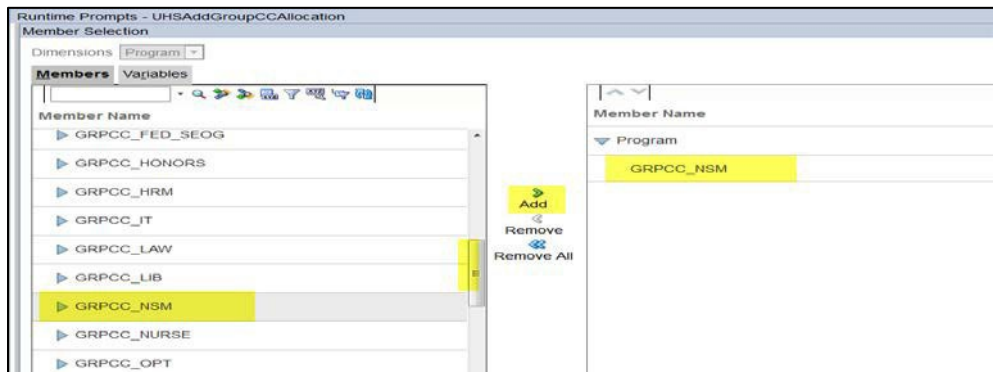 Runtime Prompts - UHSAddGroupCCAllocation
Member Selection
Dimensions Program
Members Variables
Member Name
GRPCC_FED_SEOG
GRPCC_HONORS
GRPCC_HRM
GRPCC_IT
GRPCC_LAW
GRPCC_LIB
GRPCC_NSM
GRPCC_NURSE
GRPCC_OPT
Add
Remove
Remove All
Member Name
Program
GRPCC_NSM